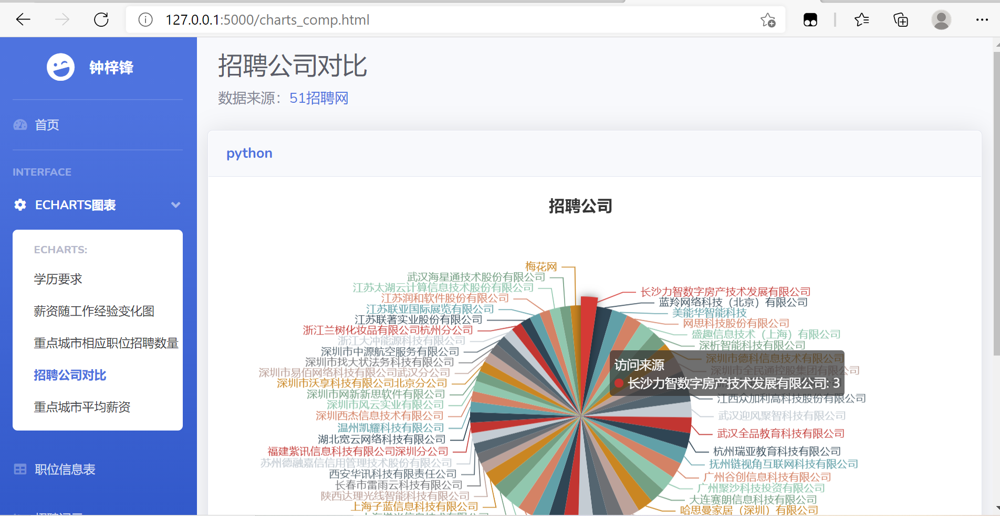 127.0.0.1:5000/charts_comp.html
钟梓锋
首页
INTERFACE
ECHARTS图表
ECHARTS:
学历要求
薪资随工作经验变化图
重点城市相应职位招聘数量
招聘公司对比
重点城市平均薪资
职位信息表
招聘公司对比
数据来源：51招聘网
python
招聘公司
梅花网
武汉海星通技术股份有限公司
江苏太湖云计算信息技术股份有限公司
江苏润和软件股份有限公司
江苏联亚国际展览有限公司
江苏联著实业股份有限公司
浙江兰树化妆品有限公司杭州分公司
浙江大冲能源科技有限公司
深圳市中源航空服务有限公司
深圳市找大状法务科技有限公司
深圳市易佰网络科技有限公司武汉分公司
深圳市沃享科技有限公司北京分公司
深圳市网新新思软件有限公司
深圳市风云实业有限公司
深圳西杰信息技术有限公司
温州凯耀科技有限公司
湖北宽云网络科技有限公司
福建紫讯信息科技有限公司深圳分公司
苏州德融嘉信信用管理技术股份有限公司
西安华讯科技有限责任公司
长春市雷雨云科技有限公司
陕西达理光线智能科技有限公司
上海子蓝信息科技有限公司
长沙力智数字房产技术发展有限公司
蓝羚网络科技（北京）有限公司
美能华智能科技
网思科技股份有限公司
盛趣信息技术（上海）有限公司
深析智能科技有限公司
深圳市德科信息技术有限公司
深圳市全民通控股集团有限公司
访问来源
长沙力智数字房产技术发展有限公司: 3
江西众加利高科技股份有限公司
武汉迎风聚智科技有限公司
武汉全品教育科技有限公司
杭州瑞亚教育科技有限公司
抚州链视角互联网科技有限公司
广州谷创信息科技有限公司
广州聚沙科技投资有限公司
大连赛朗信息科技有限公司
哈思曼家居（深圳）有限公司